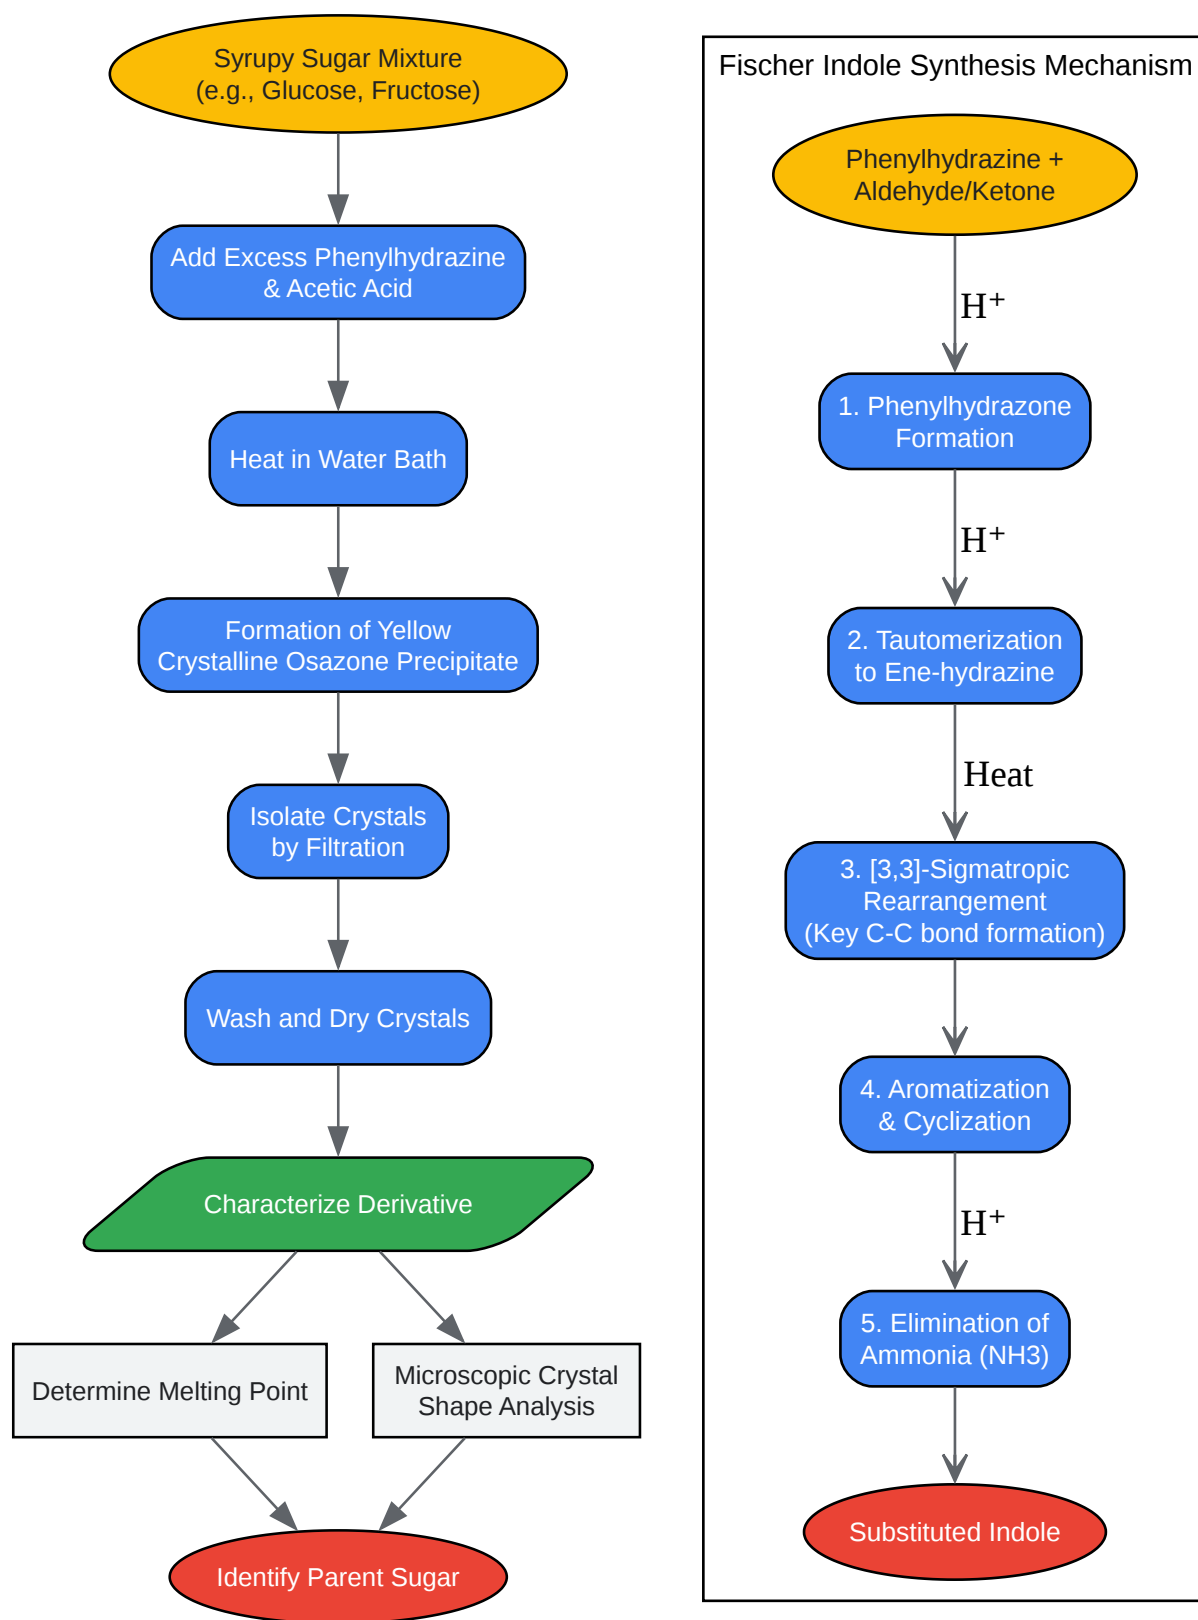 Syrupy Sugar Mixture
(e.g., Glucose, Fructose)
Add Excess Phenylhydrazine
& Acetic Acid
Heat in Water Bath
Formation of Yellow
Crystalline Osazone Precipitate
Isolate Crystals
by Filtration
Wash and Dry Crystals
Characterize Derivative
Determine Melting Point
Microscopic Crystal
Shape Analysis
Identify Parent Sugar
Fischer Indole Synthesis Mechanism
Phenylhydrazine +
Aldehyde/Ketone
H⁺
1. Phenylhydrazone
Formation
H⁺
2. Tautomerization
to Ene-hydrazine
Heat
3. [3,3]-Sigmatropic
Rearrangement
(Key C-C bond formation)
4. Aromatization
& Cyclization
H⁺
5. Elimination of
Ammonia (NH3)
Substituted Indole